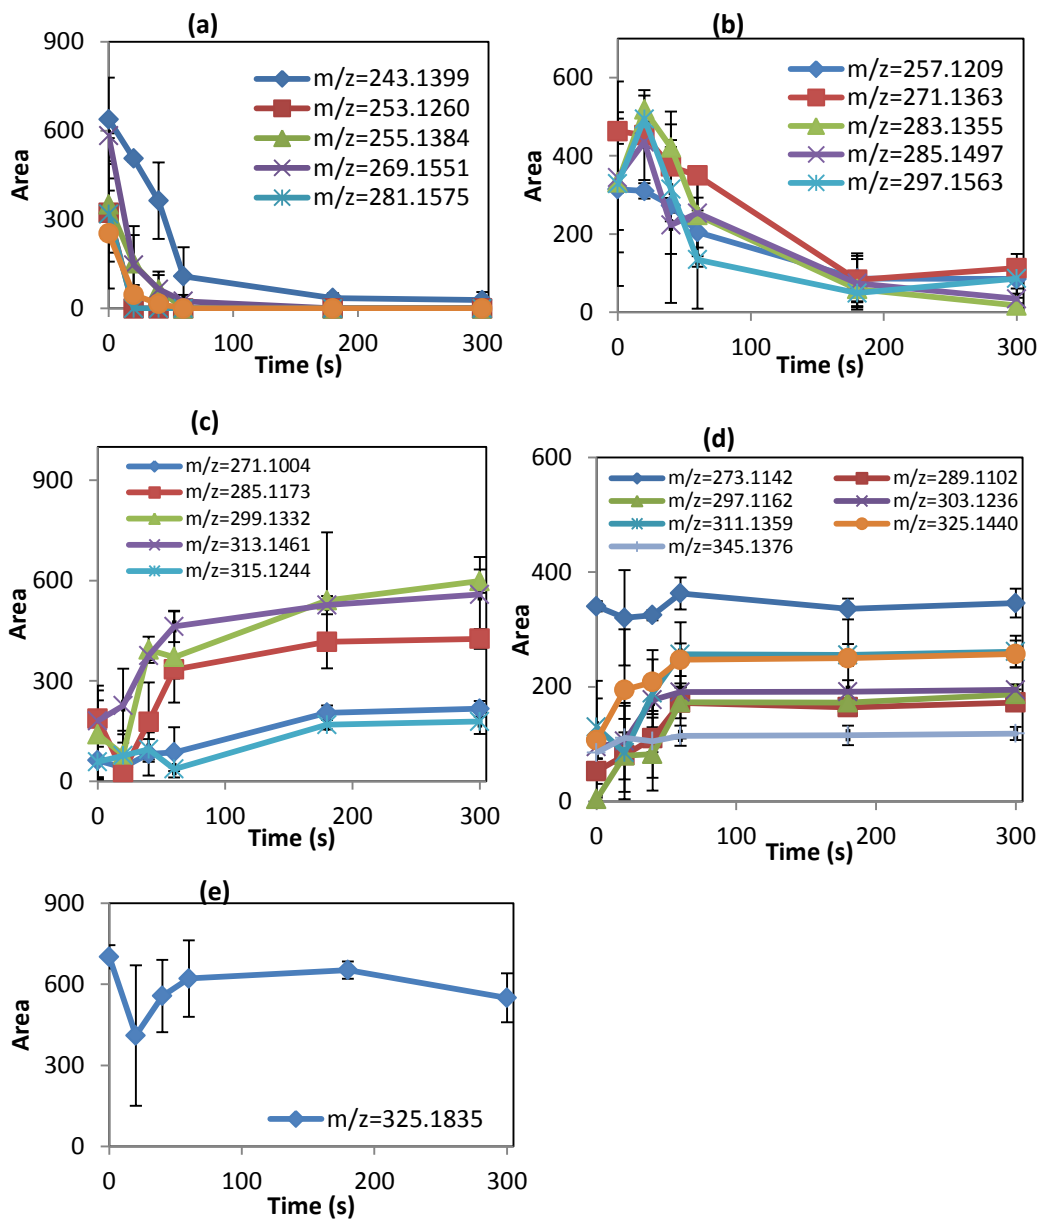 (a)
900
600
300
0
Area
m/z=243.1399
m/z=253.1260
m/z=255.1384
m/z=269.1551
m/z=281.1575
0 100 200 300
Time (s)
(b)
600
400
200
0
Area
m/z=257.1209
m/z=271.1363
m/z=283.1355
m/z=285.1497
m/z=297.1563
0 100 200 300
Time (s)
(c)
900
600
300
0
Area
m/z=271.1004
m/z=285.1173
m/z=299.1332
m/z=313.1461
m/z=315.1244
0 100 200 300
Time (s)
(d)
600
400
200
0
Area
m/z=273.1142 m/z=289.1102
m/z=297.1162 m/z=303.1236
m/z=311.1359 m/z=325.1440
m/z=345.1376
0 100 200 300
Time (s)
(e)
900
600
300
0
Area
m/z=325.1835
0 100 200 300
Time (s)